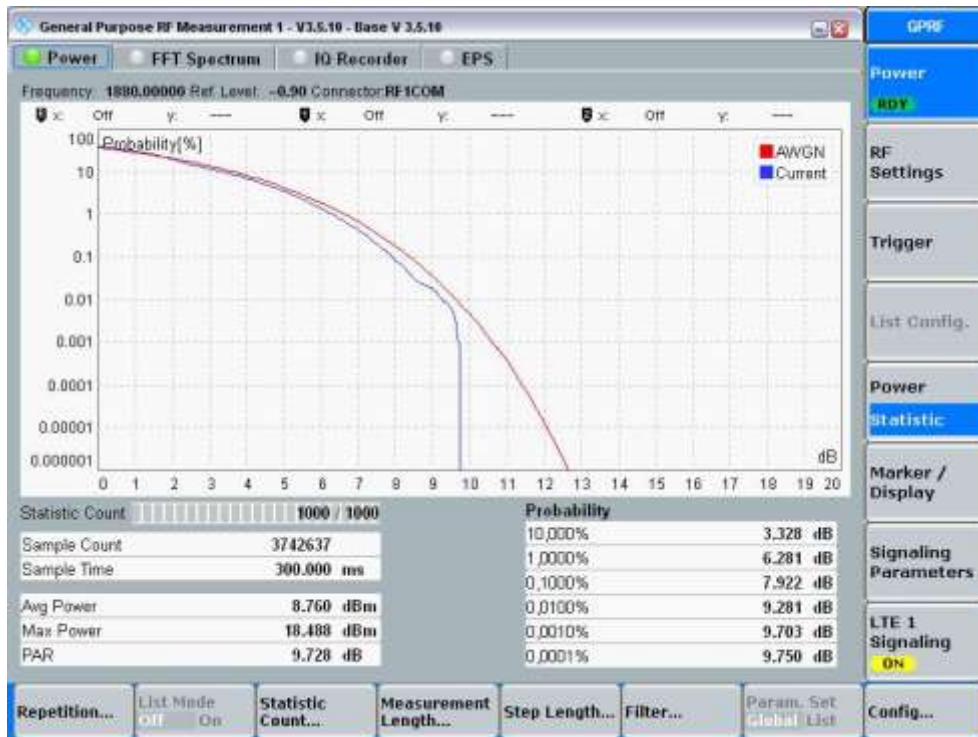 General Purpose RF Measurement 1 - V3.5.10 - Base V 3.5.10
GPRF
Power FFT Spectrum IQ Recorder EPS
Frequency: 1880.00000 Ref. Level: -0.90 Connector:RF1COM
x: Off y: --- x: Off y: --- x: Off y: ---
Probability[%]
AWGN
Current
100
10
1
0.1
0.01
0.001
0.0001
0.00001
0.000001
dB
0 1 2 3 4 5 6 7 8 9 10 11 12 13 14 15 16 17 18 19 20
Statistic Count 1000 / 1000
Sample Count 3742637
Sample Time 300.000 ms
Avg Power 8.760 dBm
Max Power 18.488 dBm
PAR 9.728 dB
Probability
10,000% 3.328 dB
1,0000% 6.281 dB
0,1000% 7.922 dB
0,0100% 9.281 dB
0,0010% 9.703 dB
0,0001% 9.750 dB
Power
RDY
RF
Settings
Trigger
List Config.
Power
Statistic
Marker /
Display
Signaling
Parameters
LTE 1
Signaling
ON
Repetition...
List Mode
Off On
Statistic
Count...
Measurement
Length...
Step Length...
Filter...
Param. Set
Global List
Config...